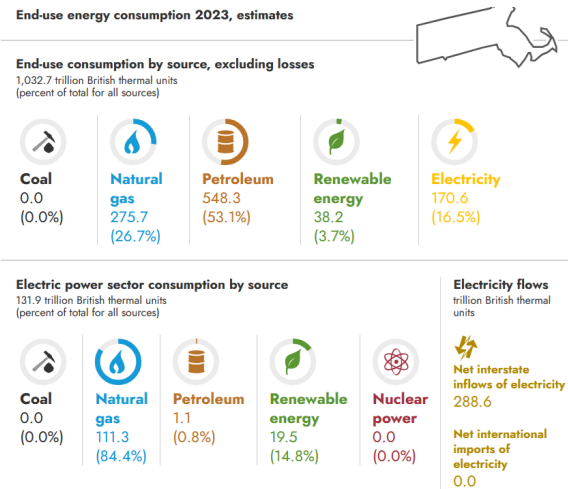 End-use energy consumption 2023, estimates
End-use consumption by source, excluding losses
1,032.7 trillion British thermal units
(percent of total for all sources)
Coal
0.0
(0.0%)
Natural
gas
275.7
(26.7%)
Petroleum
548.3
(53.1%)
Renewable
energy
38.2
(3.7%)
Electricity
170.6
(16.5%)
Electric power sector consumption by source
131.9 trillion British thermal units
(percent of total for all sources)
Coal
0.0
(0.0%)
Natural
gas
111.3
(84.4%)
Petroleum
1.1
(0.8%)
Renewable
energy
19.5
(14.8%)
Nuclear
power
0.0
(0.0%)
Electricity flows
trillion British thermal
units
Net interstate
inflows of electricity
288.6
Net international
imports of
electricity
0.0